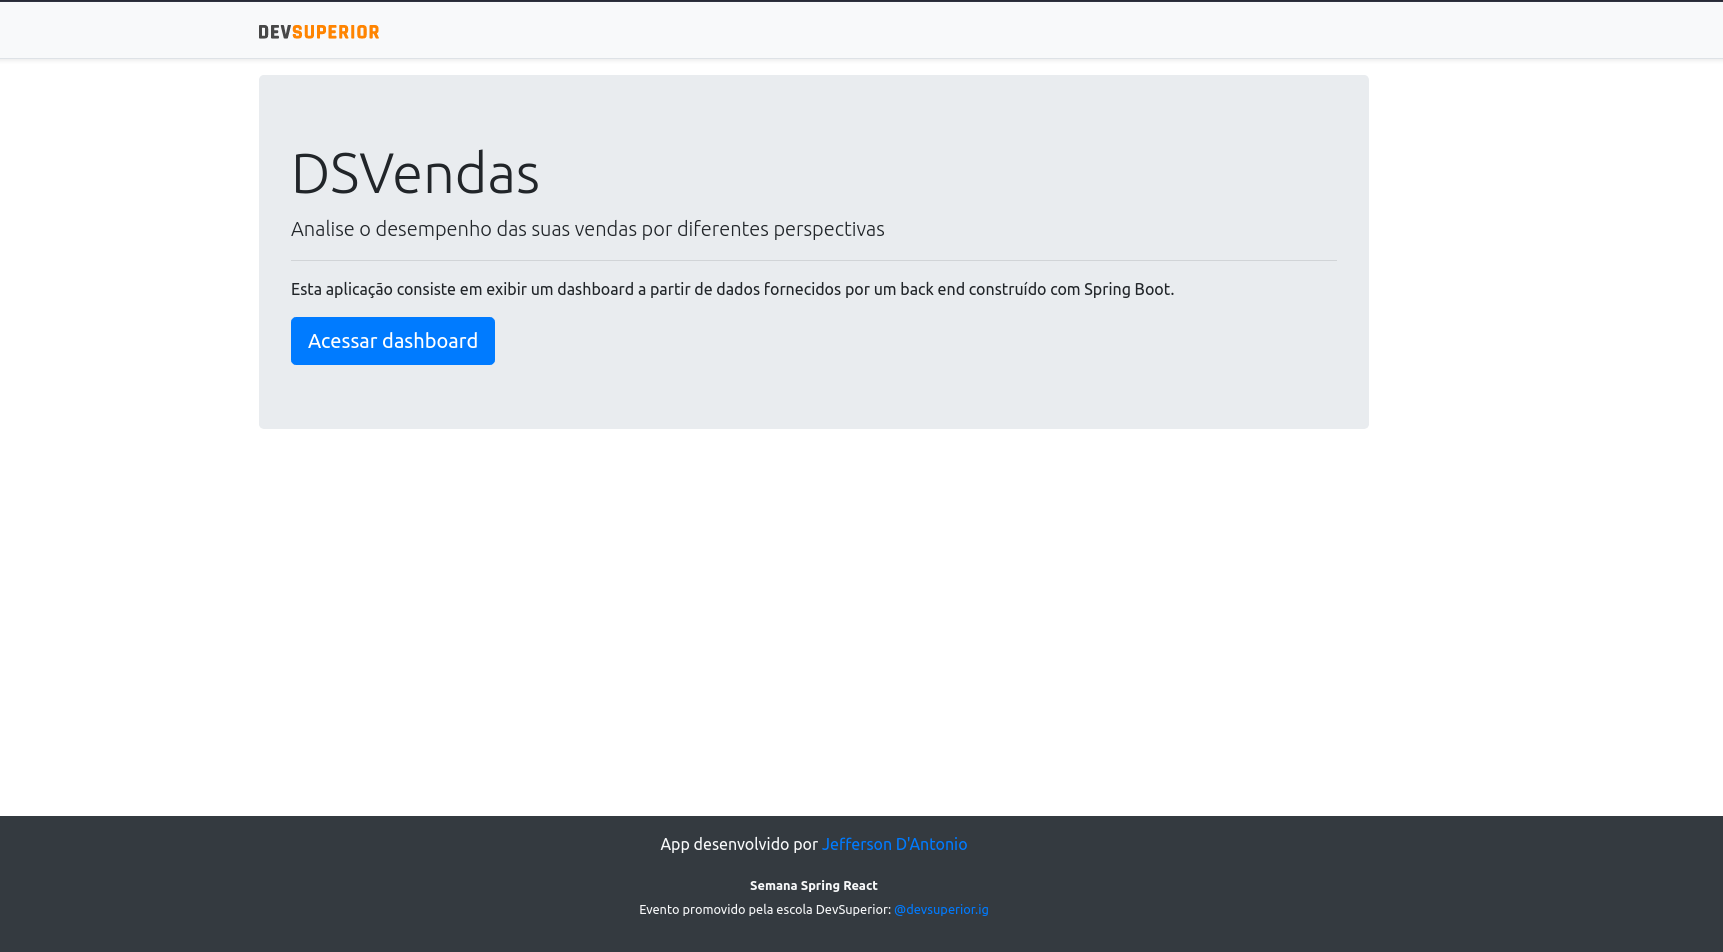 DEVSUPERIOR
DSVendas
Analise o desempenho das suas vendas por diferentes perspectivas
Esta aplicação consiste em exibir um dashboard a partir de dados fornecidos por um back end construído com Spring Boot.
Acessar dashboard
App desenvolvido por Jefferson D'Antonio
Semana Spring React
Evento promovido pela escola DevSuperior: @devsuperior.ig